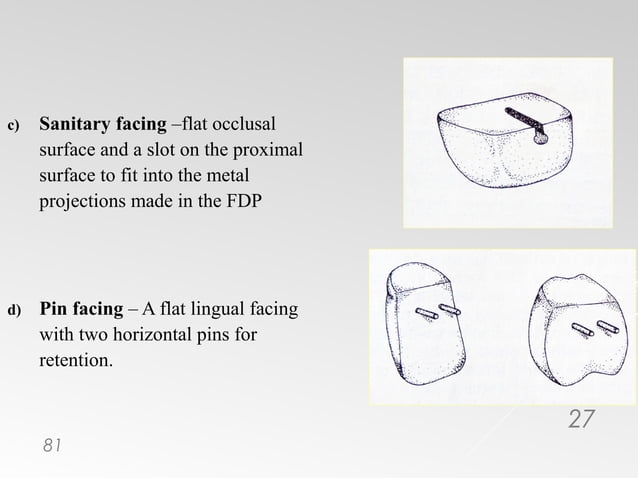 c) Sanitary facing –flat occlusal
surface and a slot on the proximal
surface to fit into the metal
projections made in the FDP
d) Pin facing – A flat lingual facing
with two horizontal pins for
retention.
27
81